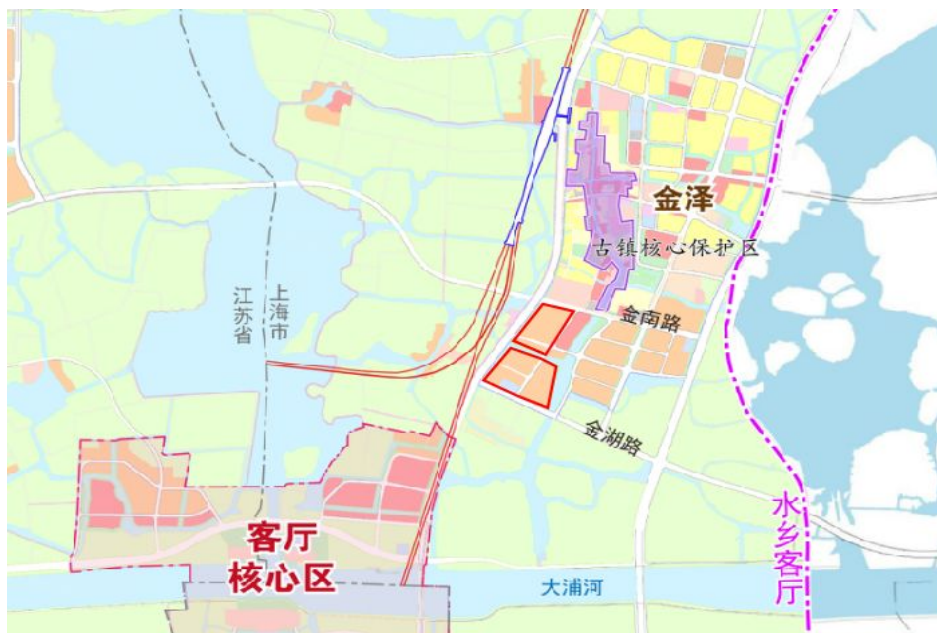 金泽
古镇核心保护区
金南路
江苏省
上海市
金湖路
客厅
核心区
大浦河
水乡客厅